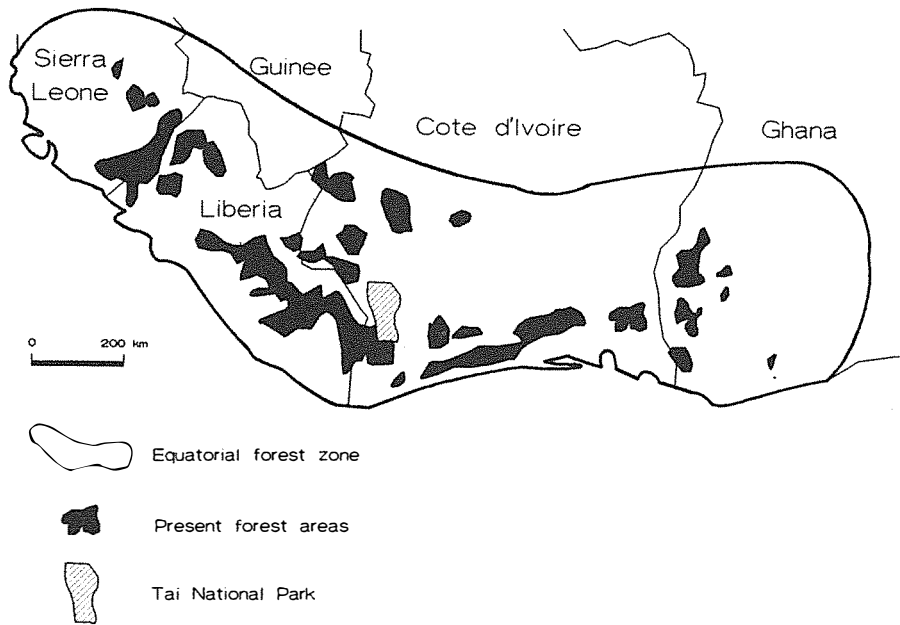 Sierra
Leone
Guinee
Cote d'Ivoire
Ghana
Liberia
0 200 km
Equatorial forest zone
Present forest areas
Tai National Park